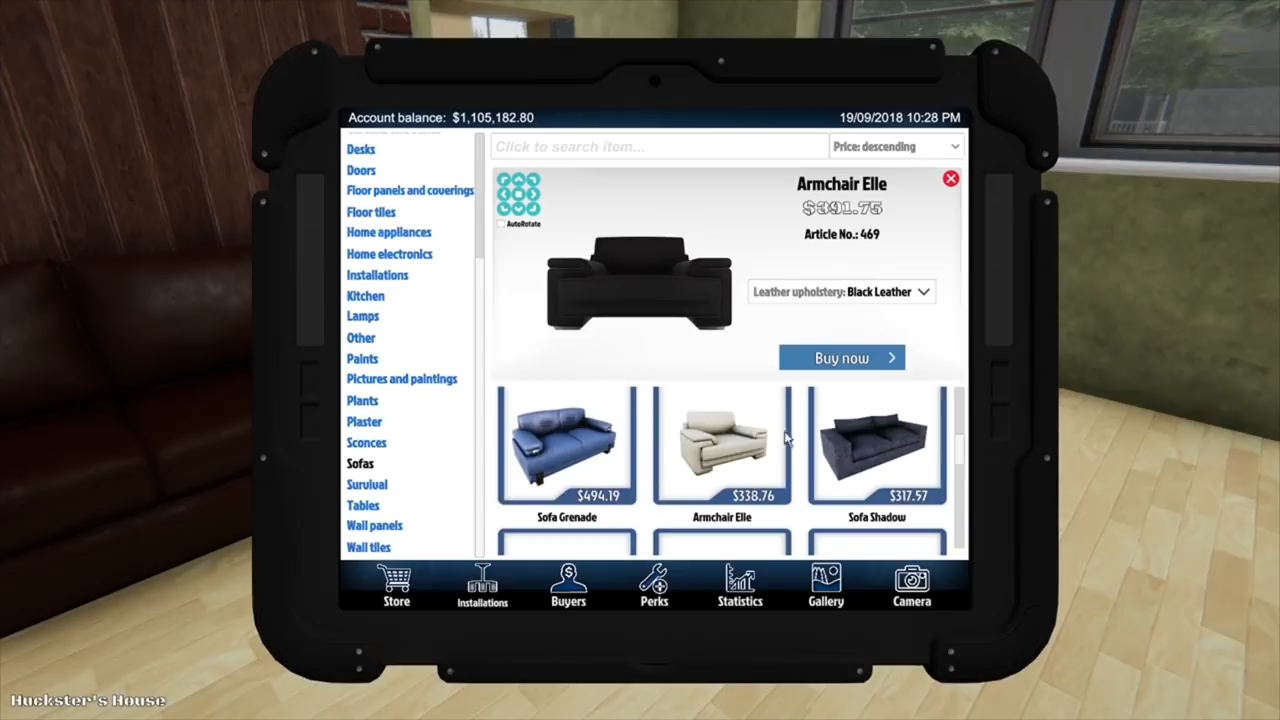 Account balance: $1,105,182.80
19/09/2018 10:28 PM
Desks
Doors
Floor panels and coverings
Floor tiles
Home appliances
Home electronics
Installations
Kitchen
Lamps
Other
Paints
Pictures and paintings
Plants
Plaster
Sconces
Sofas
Survival
Tables
Wall panels
Wall tiles
Click to search item...
Price: descending
AutoRotate
Armchair Elle
$391.75
Article No.: 469
Leather upholstery: Black Leather
Buy now
$494.19
$338.76
$317.57
Sofa Grenade
Armchair Elle
Sofa Shadow
Store
Installations
Buyers
Perks
Statistics
Gallery
Camera
Huckster's House